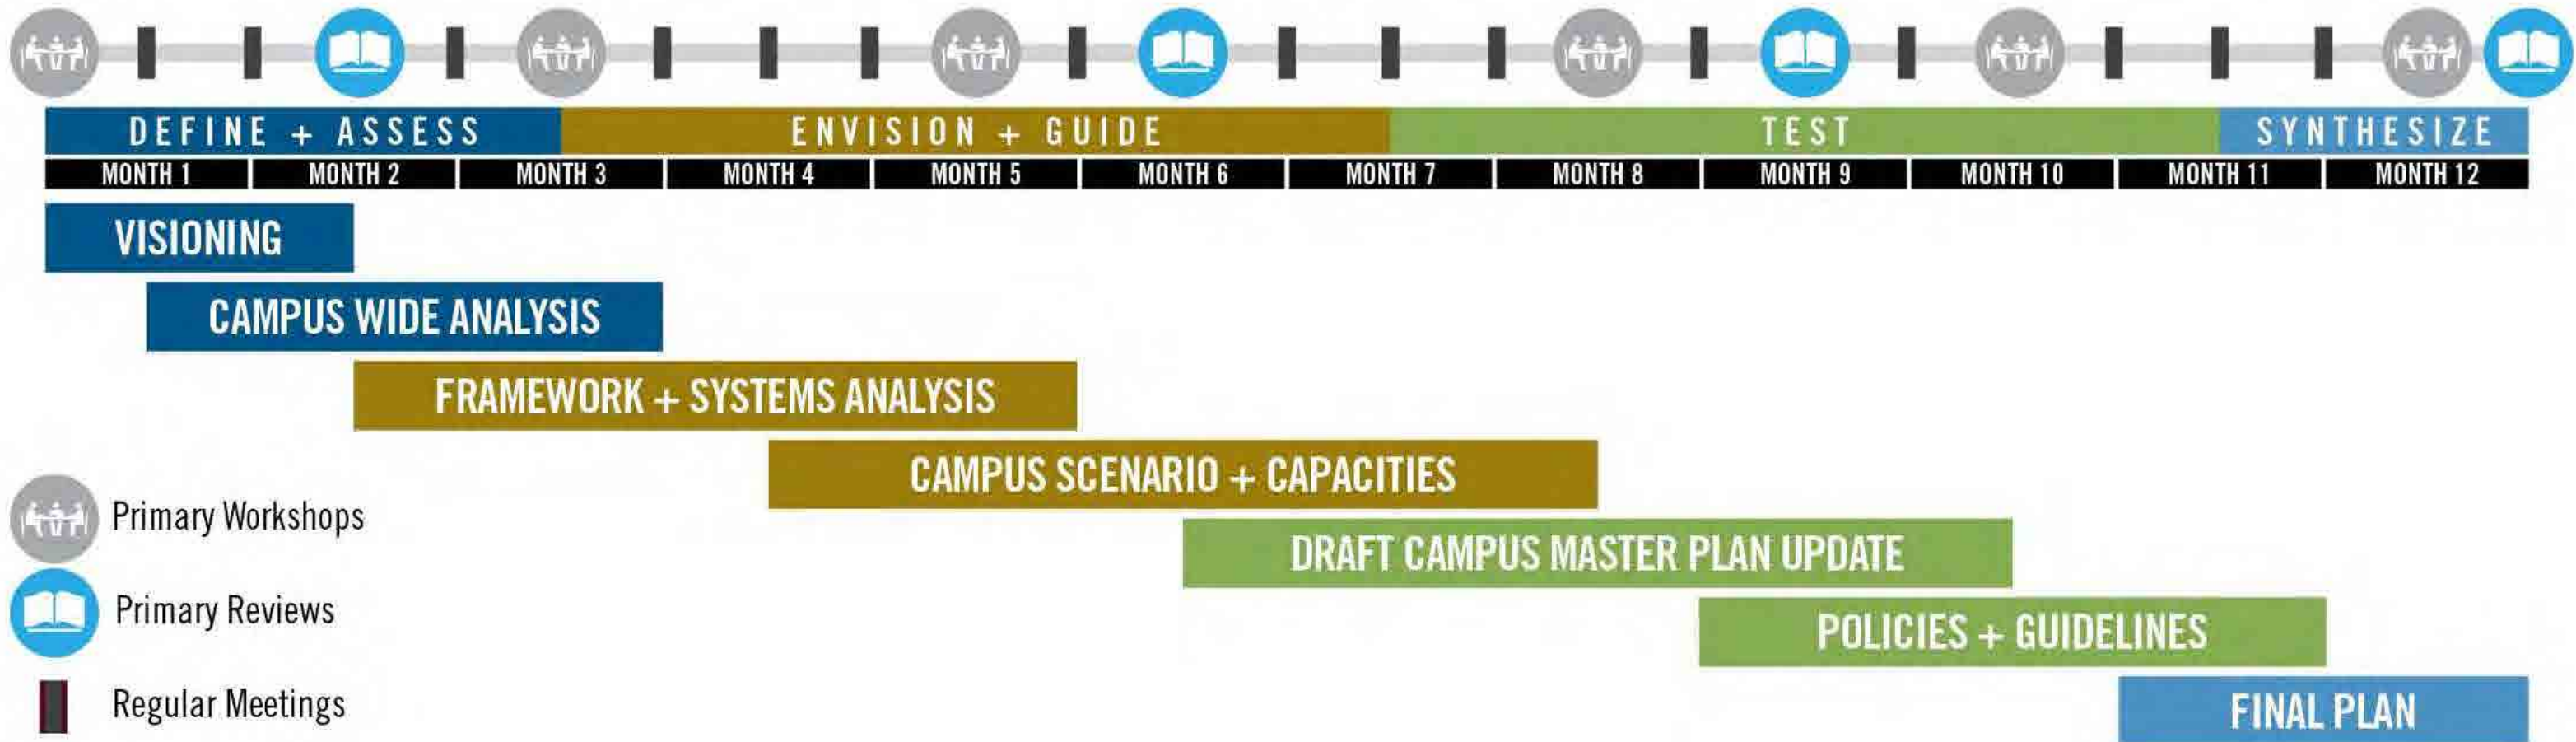 DEFINE + ASSESS ENVISION + GUIDE TEST SYNTHESIZE
MONTH 1 MONTH 2 MONTH 3 MONTH 4 MONTH 5 MONTH 6 MONTH 7 MONTH 8 MONTH 9 MONTH 10 MONTH 11 MONTH 12
VISIONING
CAMPUS WIDE ANALYSIS
FRAMEWORK + SYSTEMS ANALYSIS
CAMPUS SCENARIO + CAPACITIES
DRAFT CAMPUS MASTER PLAN UPDATE
POLICIES + GUIDELINES
FINAL PLAN
Primary Workshops
Primary Reviews
Regular Meetings